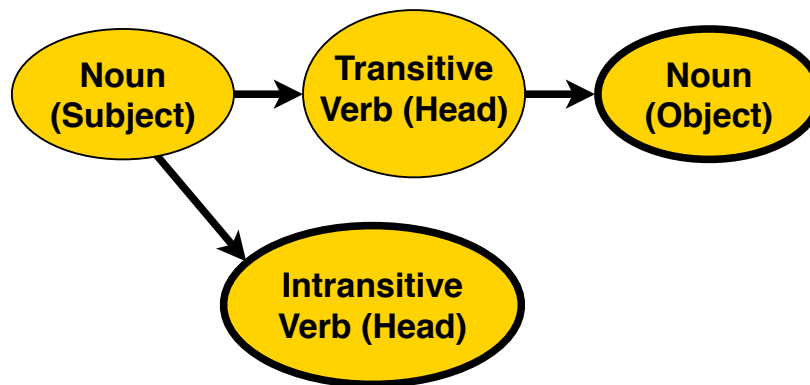 Noun
(Subject)
Transitive
Verb (Head)
Noun
(Object)
Intransitive
Verb (Head)